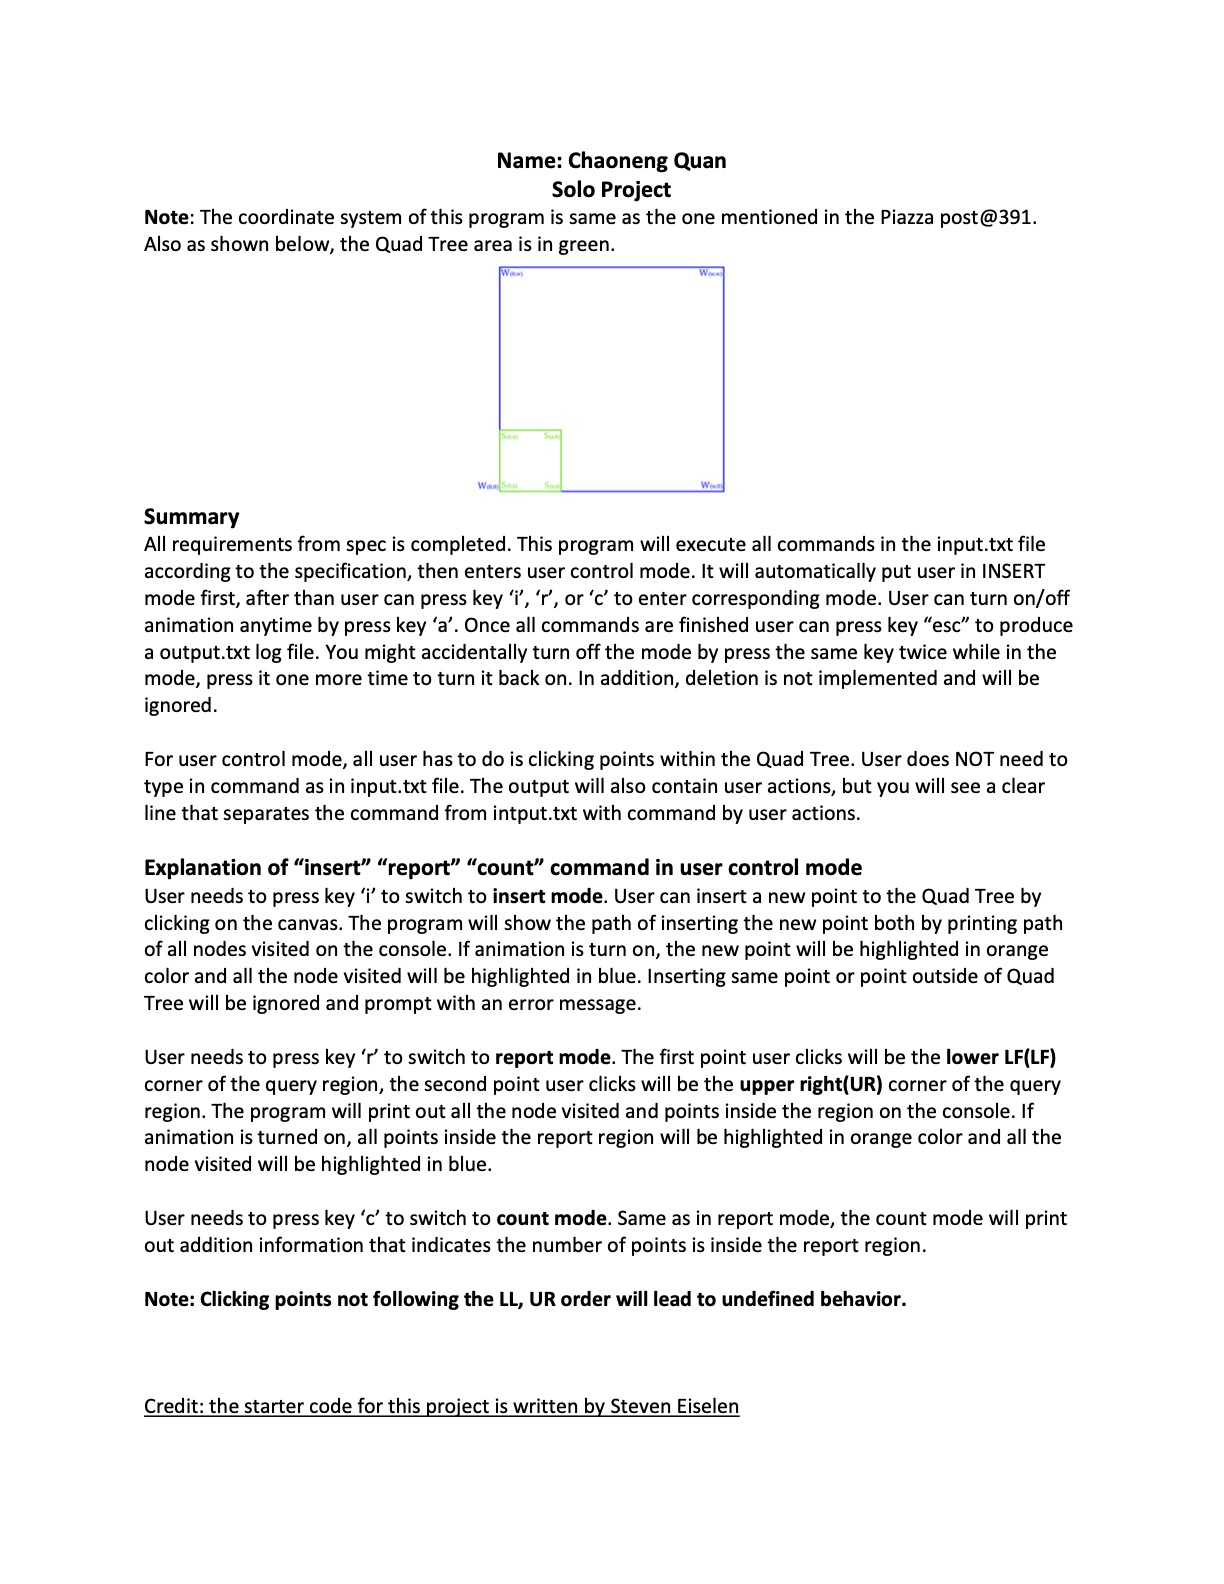 Name: Chaoneng Quan
Solo Project
Note: The coordinate system of this program is same as the one mentioned in the Piazza post@391.
Also as shown below, the Quad Tree area is in green.
W W
S S
W S S W
Summary
All requirements from spec is completed. This program will execute all commands in the input.txt file
according to the specification, then enters user control mode. It will automatically put user in INSERT
mode first, after than user can press key ‘i’, ‘r’, or ‘c’ to enter corresponding mode. User can turn on/off
animation anytime by press key ‘a’. Once all commands are finished user can press key “esc” to produce
a output.txt log file. You might accidentally turn off the mode by press the same key twice while in the
mode, press it one more time to turn it back on. In addition, deletion is not implemented and will be
ignored.
For user control mode, all user has to do is clicking points within the Quad Tree. User does NOT need to
type in command as in input.txt file. The output will also contain user actions, but you will see a clear
line that separates the command from intput.txt with command by user actions.
Explanation of “insert” “report” “count” command in user control mode
User needs to press key ‘i’ to switch to insert mode. User can insert a new point to the Quad Tree by
clicking on the canvas. The program will show the path of inserting the new point both by printing path
of all nodes visited on the console. If animation is turn on, the new point will be highlighted in orange
color and all the node visited will be highlighted in blue. Inserting same point or point outside of Quad
Tree will be ignored and prompt with an error message.
User needs to press key ‘r’ to switch to report mode. The first point user clicks will be the lower LF(LF)
corner of the query region, the second point user clicks will be the upper right(UR) corner of the query
region. The program will print out all the node visited and points inside the region on the console. If
animation is turned on, all points inside the report region will be highlighted in orange color and all the
node visited will be highlighted in blue.
User needs to press key ‘c’ to switch to count mode. Same as in report mode, the count mode will print
out addition information that indicates the number of points is inside the report region.
Note: Clicking points not following the LL, UR order will lead to undefined behavior.
Credit: the starter code for this project is written by Steven Eiselen